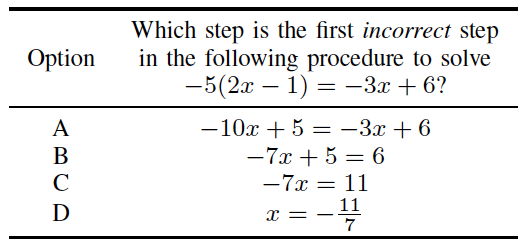 Option Which step is the first incorrect step
in the following procedure to solve
−5(2x − 1) = −3x + 6?
A −10x + 5 = −3x + 6
B −7x + 5 = 6
C −7x = 11
D x = −11/7